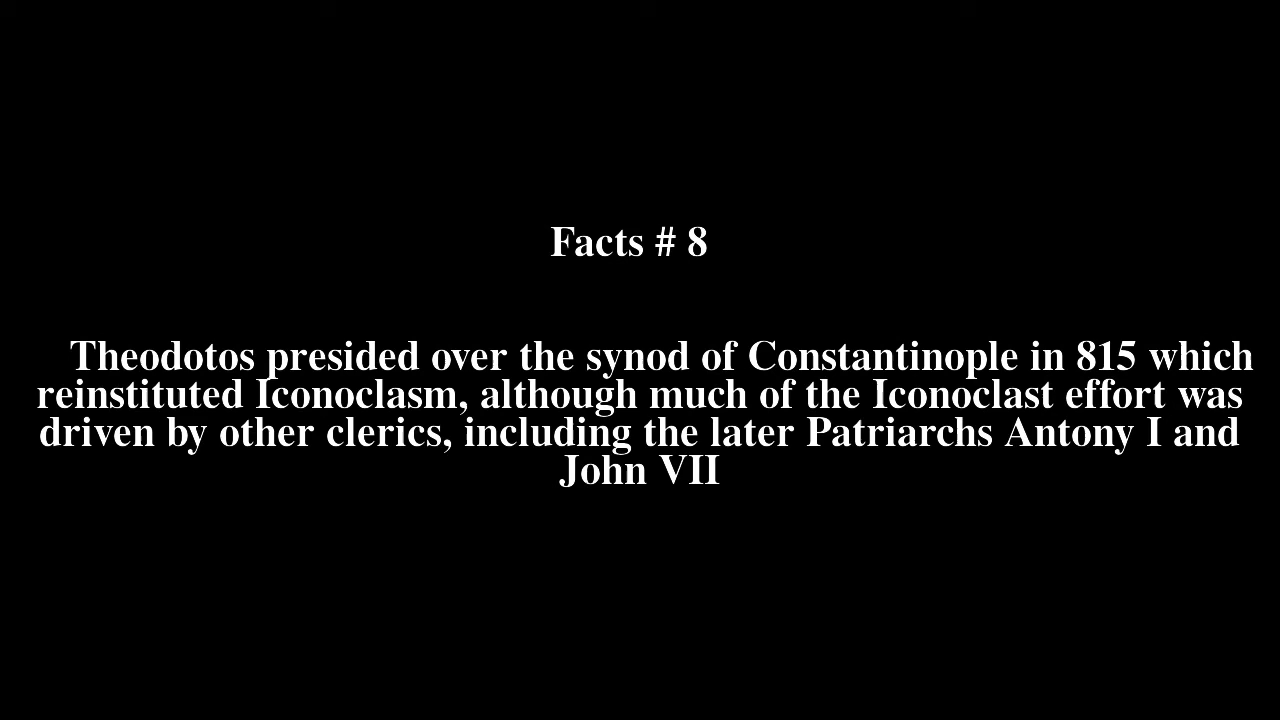 Facts # 8
Theodotos presided over the synod of Constantinople in 815 which
reinstituted Iconoclasm, although much of the Iconoclast effort was
driven by other clerics, including the later Patriarchs Antony I and
John VII